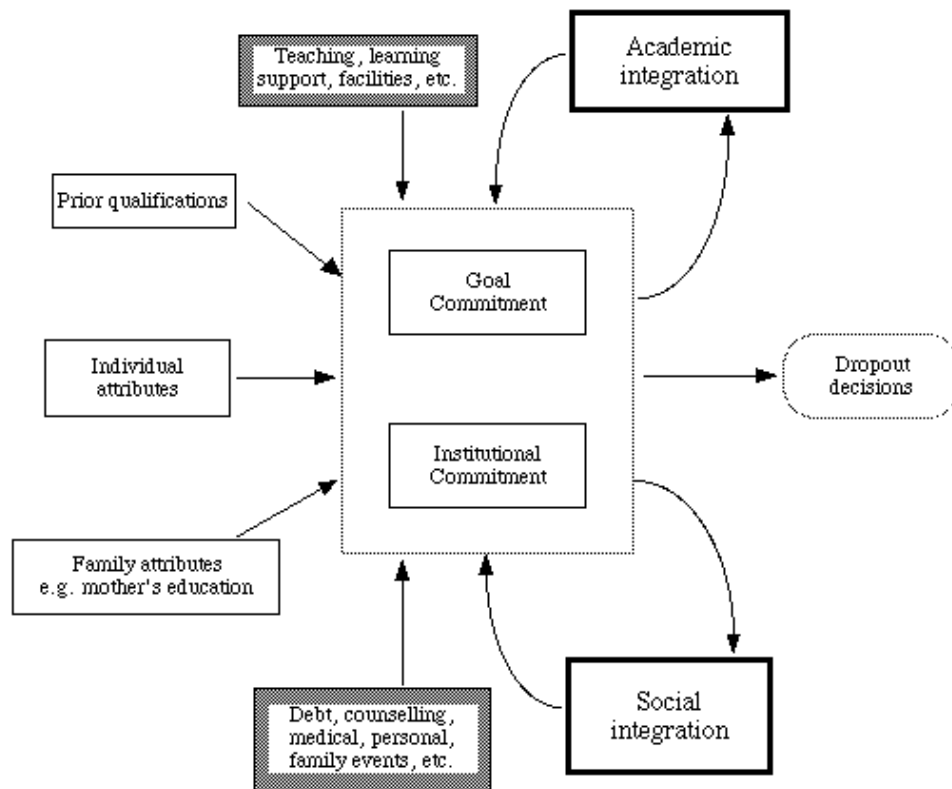 Teaching, learning
support, facilities, etc.
Academic
integration
Prior qualifications
Goal
Commitment
Individual
attributes
Dropout
decisions
Institutional
Commitment
Family attributes
e.g. mother's education
Debt, counselling,
medical, personal,
family events, etc.
Social
integration